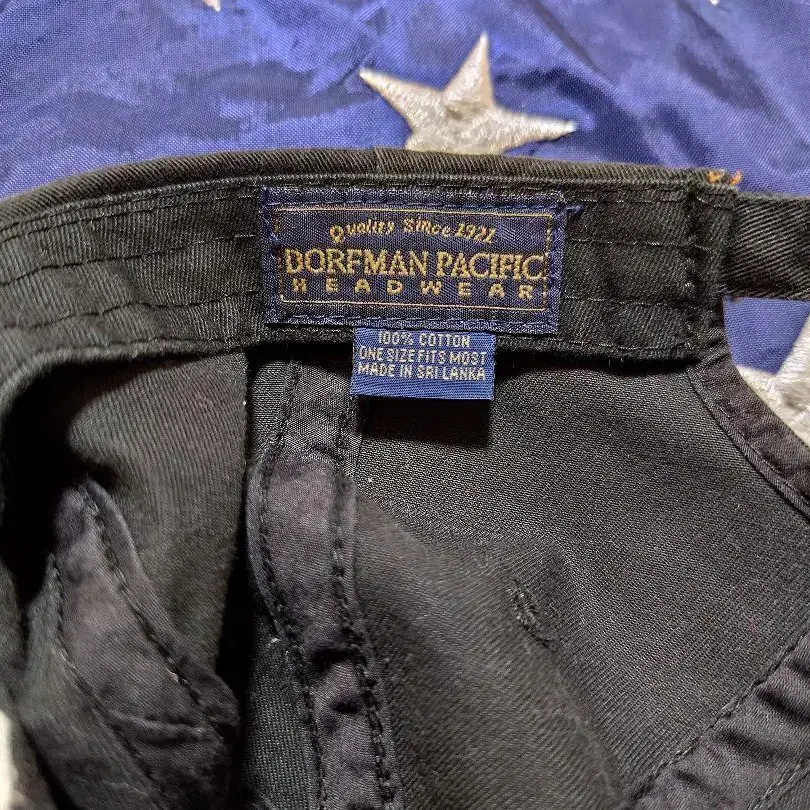 Quality Since 1921
DORFMAN PACIFIC
HEADWEAR
100% COTTON
ONE SIZE FITS MOST
MADE IN SRI LANKA